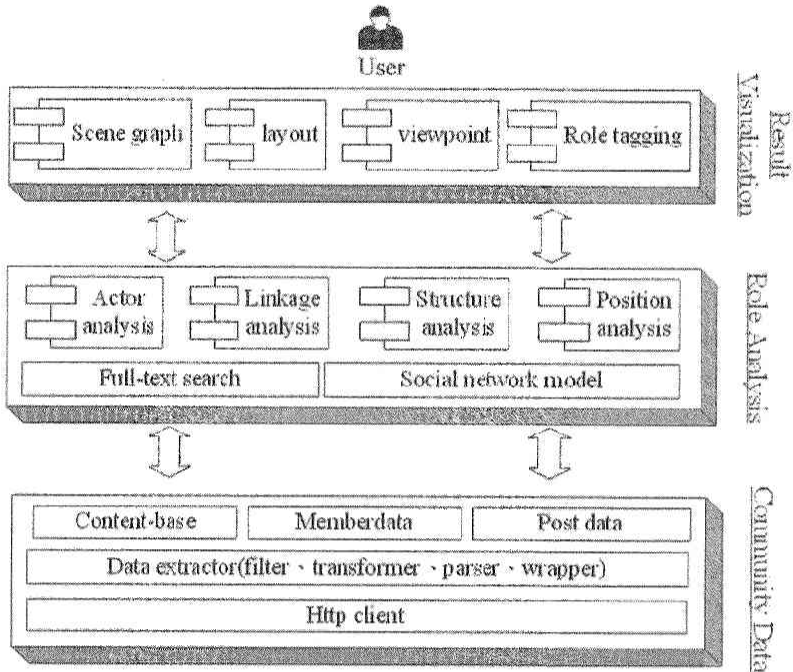 User
Scene graph
layout
viewpoint
Role tagging
Result
Visualization
Actor
analysis
Linkage
analysis
Structure
analysis
Position
analysis
Full-text search
Social network model
Role Analysis
Content-base
Memberdata
Post data
Data extractor(filter、transformer、parser、wrapper)
Http client
Community Data